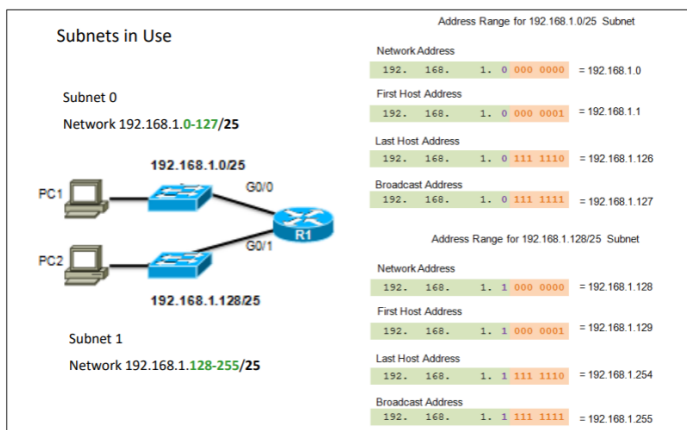 Subnets in Use
Subnet 0
Network 192.168.1.0-127/25
192.168.1.0/25
PC1
G0/0
R1
G0/1
PC2
192.168.1.128/25
Subnet 1
Network 192.168.1.128-255/25
Address Range for 192.168.1.0/25 Subnet
Network Address
192. 168. 1. 0 000 0000 = 192.168.1.0
First Host Address
192. 168. 1. 0 000 0001 = 192.168.1.1
Last Host Address
192. 168. 1. 0 111 1110 = 192.168.1.126
Broadcast Address
192. 168. 1. 0 111 1111 = 192.168.1.127
Address Range for 192.168.1.128/25 Subnet
Network Address
192. 168. 1. 1 000 0000 = 192.168.1.128
First Host Address
192. 168. 1. 1 000 0001 = 192.168.1.129
Last Host Address
192. 168. 1. 1 111 1110 = 192.168.1.254
Broadcast Address
192. 168. 1. 1 111 1111 = 192.168.1.255